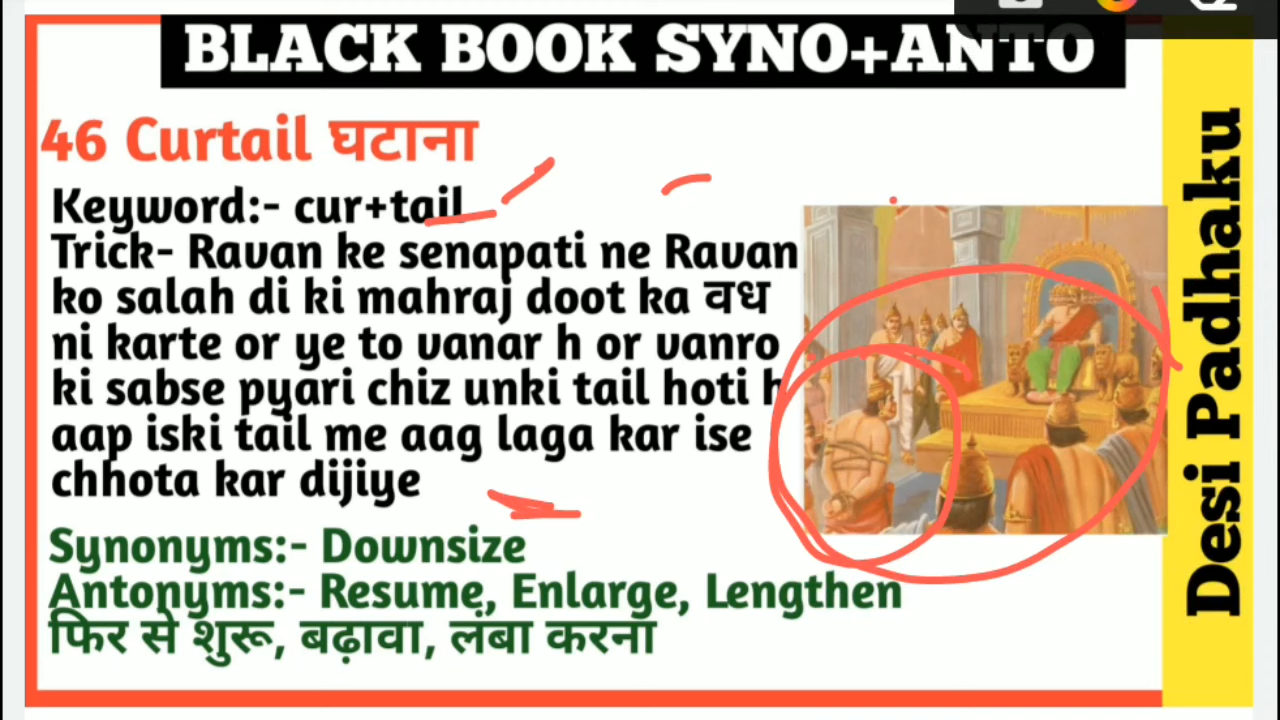 BLACK BOOK SYNO+ANTO
46 Curtail घटाना
Keyword:- cur+tail
Trick- Ravan ke senapati ne Ravan
ko salah di ki mahraj doot ka वध
ni karte or ye to vanar h or vanro
ki sabse pyari chiz unki tail hoti h
aap iski tail me aag laga kar ise
chhota kar dijiye
Synonyms:- Downsize
Antonyms:- Resume, Enlarge, Lengthen
फिर से शुरू, बढ़ावा, लंबा करना
Desi Padhaku